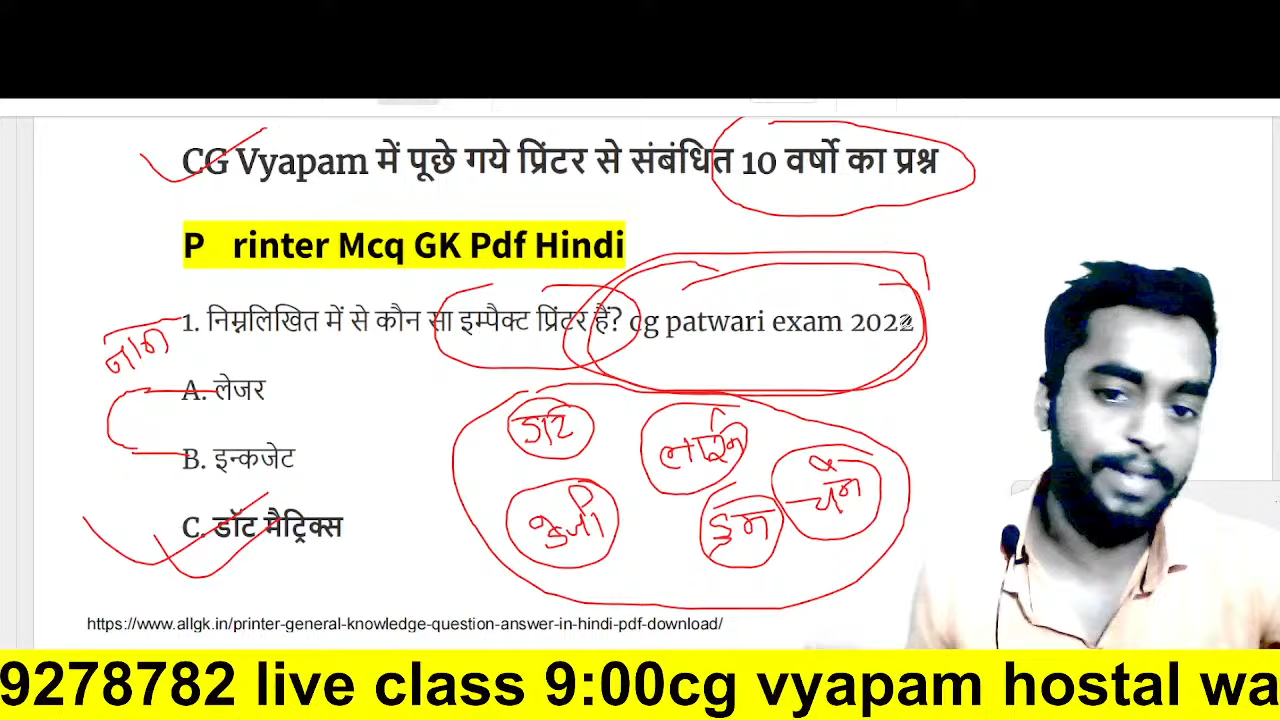 CG Vyapam में पूछे गये प्रिंटर से संबंधित 10 वर्षो का प्रश्न
P rinter Mcq GK Pdf Hindi
1. निम्नलिखित में से कौन सा इम्पैक्ट प्रिंटर हैं? cg patwari exam 2022
A. लेजर
B. इन्कजेट
C. डॉट मैट्रिक्स
डाट
लाईन
ड्रम
चैन
https://www.allgk.in/printer-general-knowledge-question-answer-in-hindi-pdf-download/
9278782 live class 9:00cg vyapam hostal wa